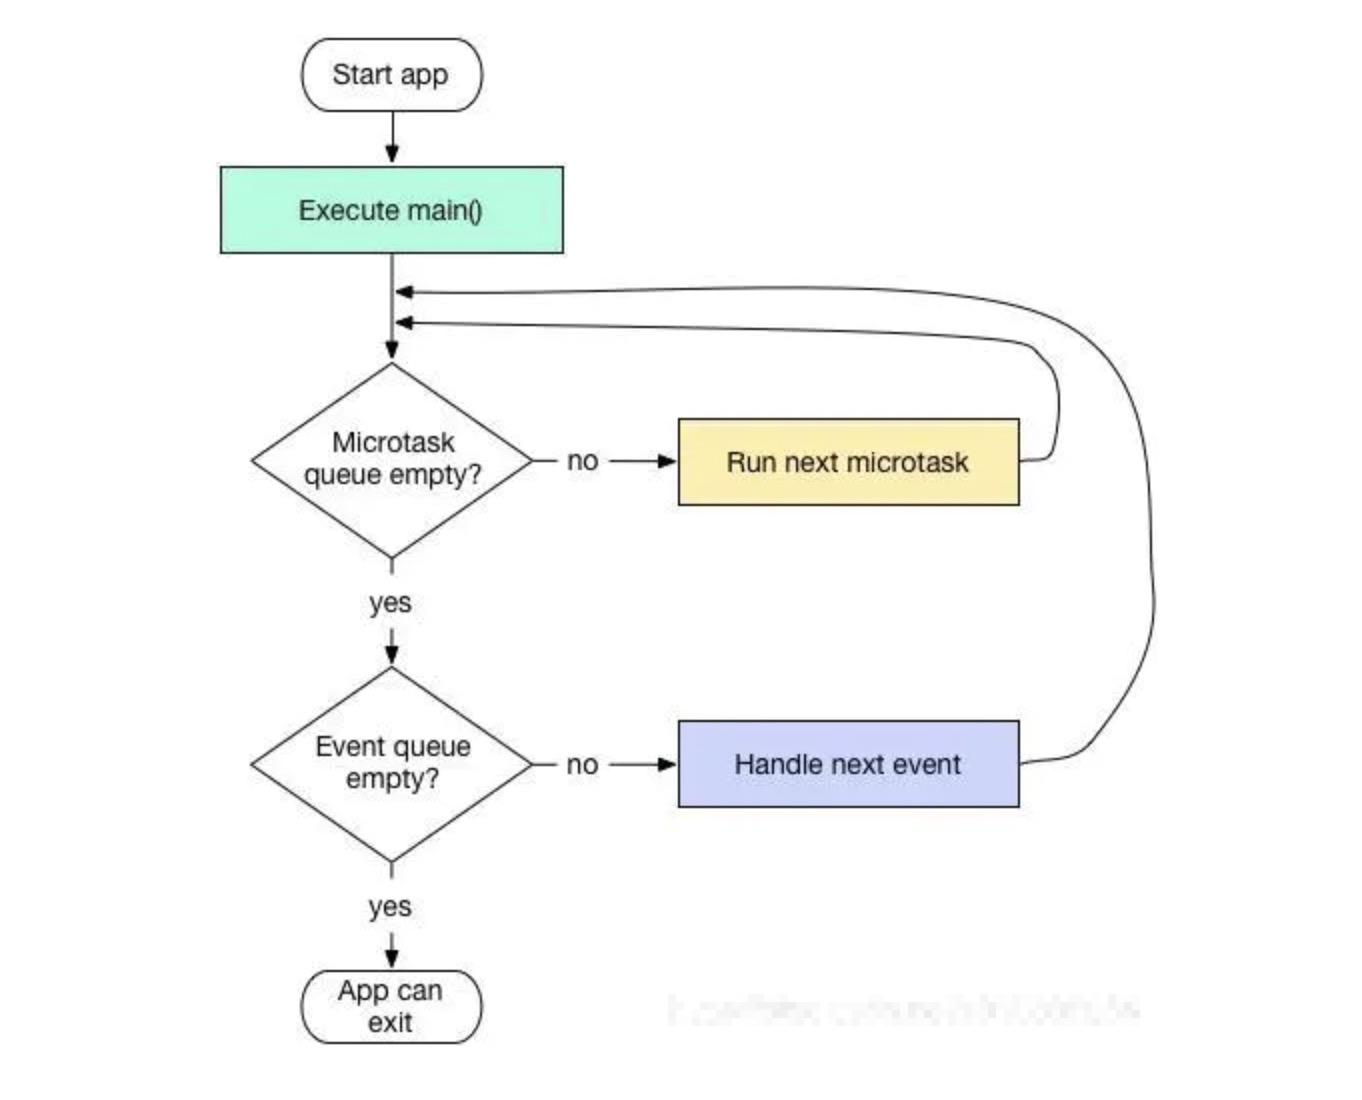 Start app
Execute main()
Microtask
queue empty?
no
Run next microtask
yes
Event queue
empty?
no
Handle next event
yes
App can
exit